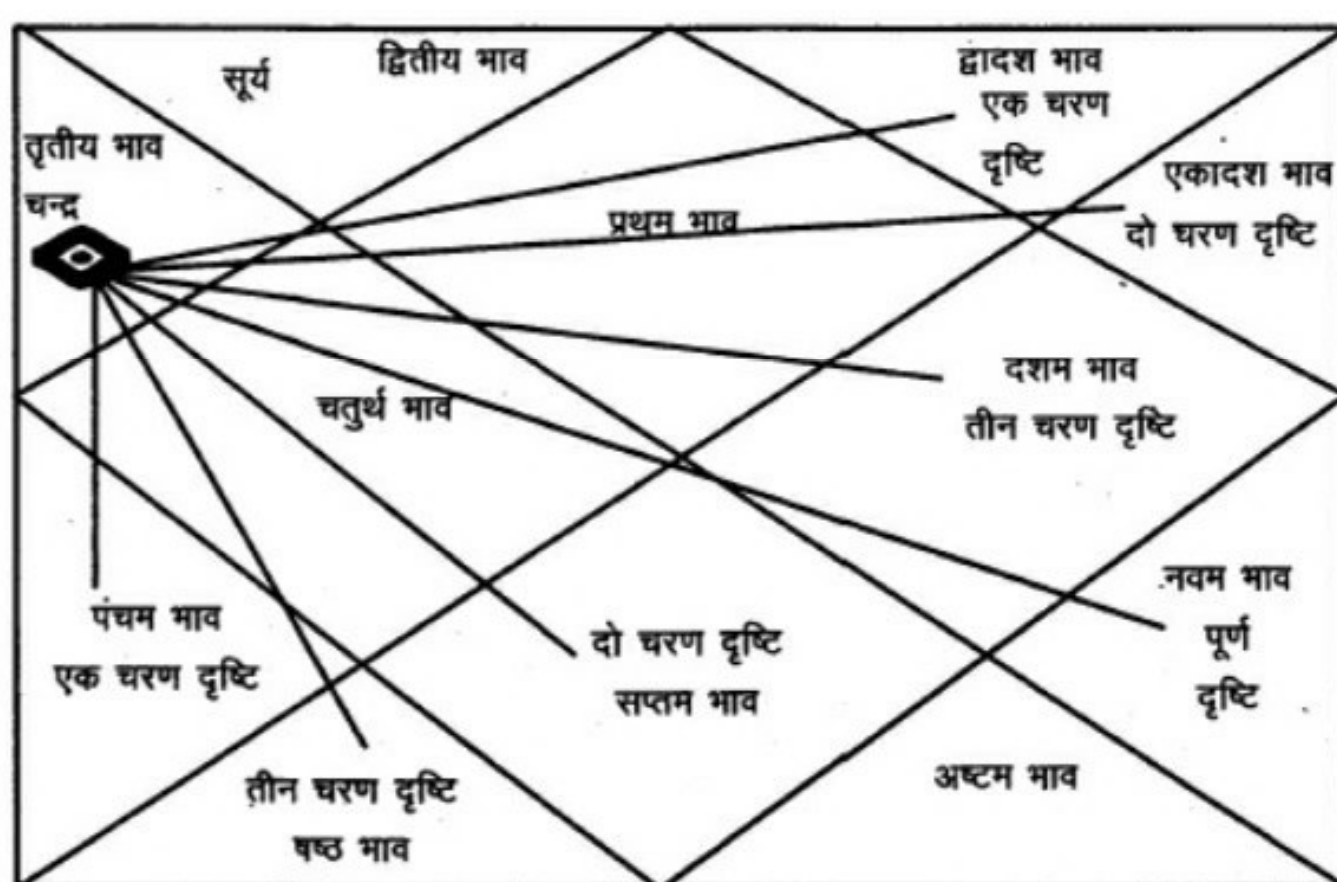 सूर्य
द्वितीय भाव
द्वादश भाव
एक चरण
दृष्टि
तृतीय भाव
चन्द्र
एकादश भाव
दो चरण दृष्टि
प्रथम भाव
दशम भाव
तीन चरण दृष्टि
चतुर्थ भाव
नवम भाव
पूर्ण
दृष्टि
पंचम भाव
एक चरण दृष्टि
दो चरण दृष्टि
सप्तम भाव
अष्टम भाव
तीन चरण दृष्टि
षष्ठ भाव